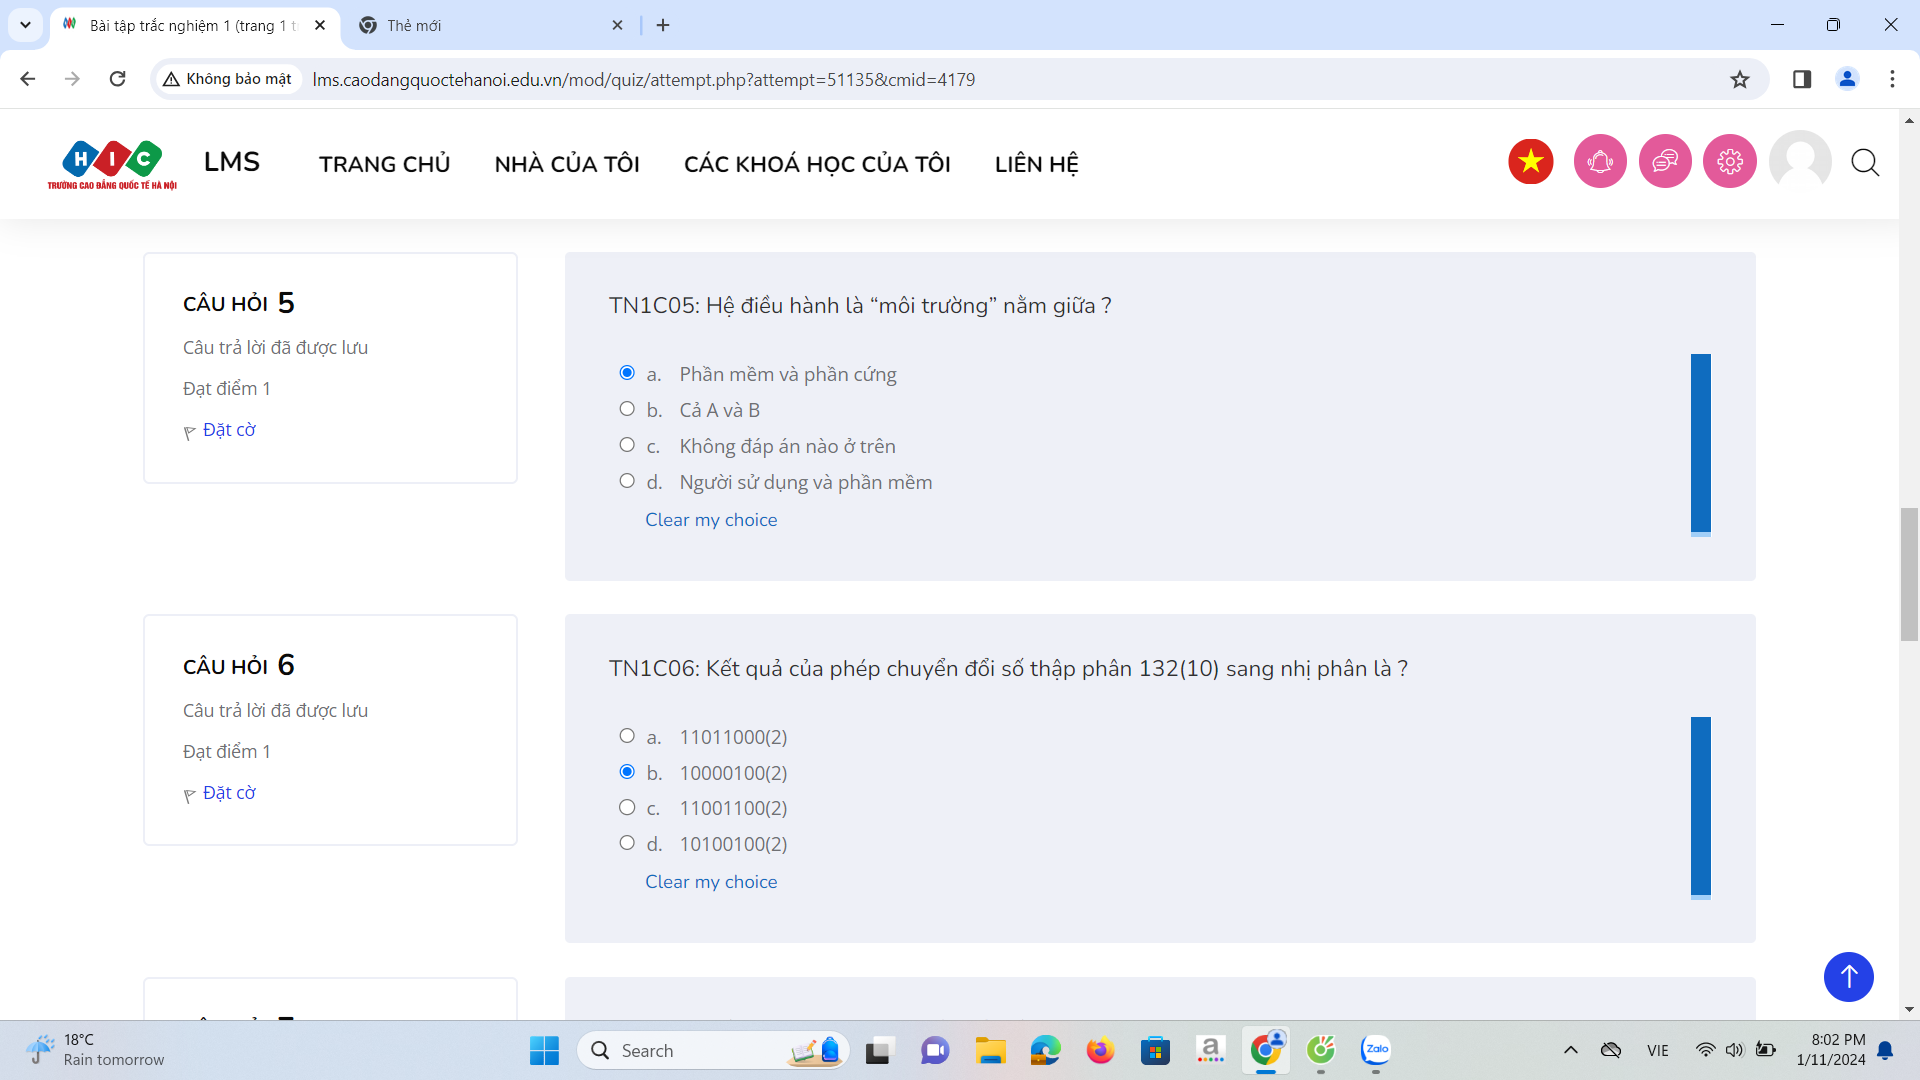 Bài tập trắc nghiệm 1 (trang 1 t
Thẻ mới
Không bảo mật
lms.caodangquoctehanoi.edu.vn/mod/quiz/attempt.php?attempt=51135&cmid=4179
HIC
TRƯỜNG CAO ĐẲNG QUỐC TẾ HÀ NỘI
LMS
TRANG CHỦ
NHÀ CỦA TÔI
CÁC KHOÁ HỌC CỦA TÔI
LIÊN HỆ
CÂU HỎI 5
Câu trả lời đã được lưu
Đạt điểm 1
Đặt cờ
TN1C05: Hệ điều hành là “môi trường” nằm giữa ?
a. Phần mềm và phần cứng
b. Cả A và B
c. Không đáp án nào ở trên
d. Người sử dụng và phần mềm
Clear my choice
CÂU HỎI 6
Câu trả lời đã được lưu
Đạt điểm 1
Đặt cờ
TN1C06: Kết quả của phép chuyển đổi số thập phân 132(10) sang nhị phân là ?
a. 11011000(2)
b. 10000100(2)
c. 11001100(2)
d. 10100100(2)
Clear my choice
18°C
Rain tomorrow
Search
a
Zalo
VIE
8:02 PM
1/11/2024